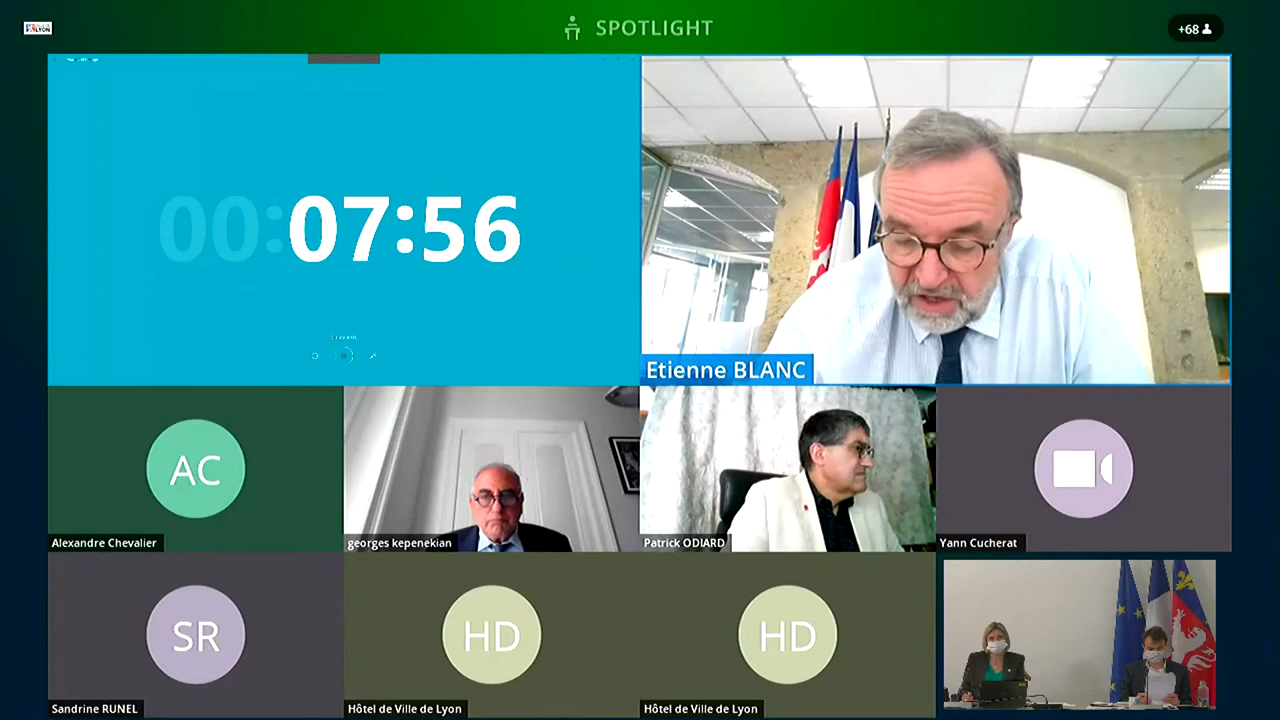 LYON
SPOTLIGHT
+68
00:07:56
Etienne BLANC
AC
Alexandre Chevalier
georges kepenekian
Patrick ODIARD
Yann Cucherat
SR
Sandrine RUNEL
HD
Hôtel de Ville de Lyon
HD
Hôtel de Ville de Lyon